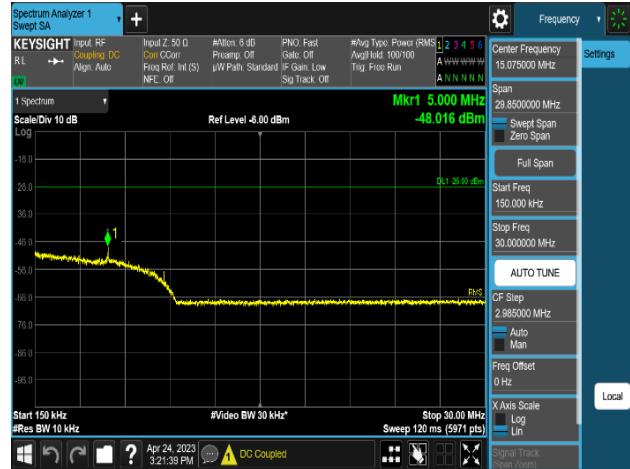 Spectrum Analyzer 1
Swept SA
Frequency
KEYSIGHT
RL
LW
Input: RF
Coupling: DC
Align: Auto
Input Z: 50 Ω
Corr CCorr
Freq Ref: Int (S)
NFE: Off
#Atten: 6 dB
Preamp: Off
µW Path: Standard
PNO: Fast
Gate: Off
IF Gain: Low
Sig Track: Off
#Avg Type: Power (RMS
Avg|Hold: 100/100
Trig: Free Run
1 2 3 4 5 6
A WW WW W
A N N N N N
1 Spectrum
Scale/Div 10 dB
Log
Ref Level -6.00 dBm
Mkr1 5.000 MHz
-48.016 dBm
-16.0
-26.0
-36.0
-46.0
-56.0
-66.0
-76.0
-86.0
-96.0
DL1 -26.00 dBm
1
RMS
Start 150 kHz
#Res BW 10 kHz
#Video BW 30 kHz*
Stop 30.00 MHz
Sweep 120 ms (5971 pts)
Apr 24, 2023
3:21:39 PM
DC Coupled
Center Frequency
15.075000 MHz
Span
29.8500000 MHz
Swept Span
Zero Span
Full Span
Start Freq
150.000 kHz
Stop Freq
30.000000 MHz
AUTO TUNE
CF Step
2.985000 MHz
Auto
Man
Freq Offset
0 Hz
X Axis Scale
Log
Lin
Signal Track
(Span Zoom)
Settings
Local